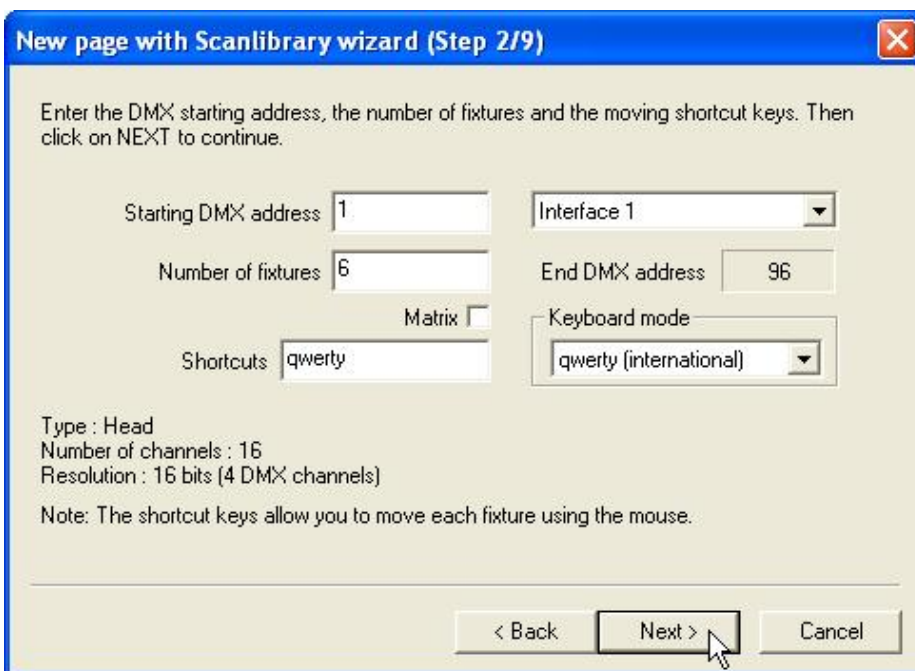 New page with Scanlibrary wizard (Step 2/9)
Enter the DMX starting address, the number of fixtures and the moving shortcut keys. Then
click on NEXT to continue.
Starting DMX address 1 Interface 1
Number of fixtures 6 End DMX address 96
Matrix Keyboard mode
Shortcuts qwerty qwerty (international)
Type : Head
Number of channels : 16
Resolution : 16 bits (4 DMX channels)
Note: The shortcut keys allow you to move each fixture using the mouse.
< Back Next > Cancel